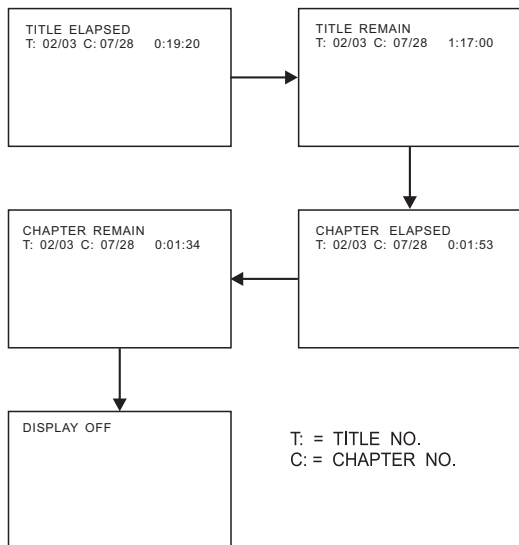 TITLE ELAPSED
T: 02/03 C: 07/28 0:19:20
TITLE REMAIN
T: 02/03 C: 07/28 1:17:00
CHAPTER ELAPSED
T: 02/03 C: 07/28 0:01:53
CHAPTER REMAIN
T: 02/03 C: 07/28 0:01:34
DISPLAY OFF
T: = TITLE NO.
C: = CHAPTER NO.